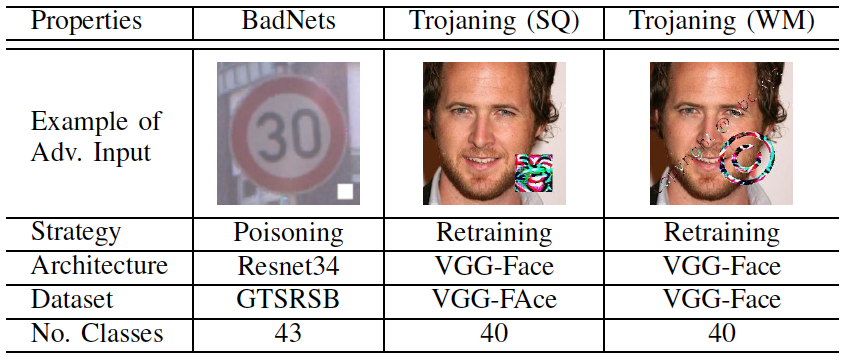 Properties BadNets Trojaning (SQ) Trojaning (WM)
Example of
Adv. Input
30
Strategy Poisoning Retraining Retraining
Architecture Resnet34 VGG-Face VGG-Face
Dataset GTSRSB VGG-FAce VGG-Face
No. Classes 43 40 40